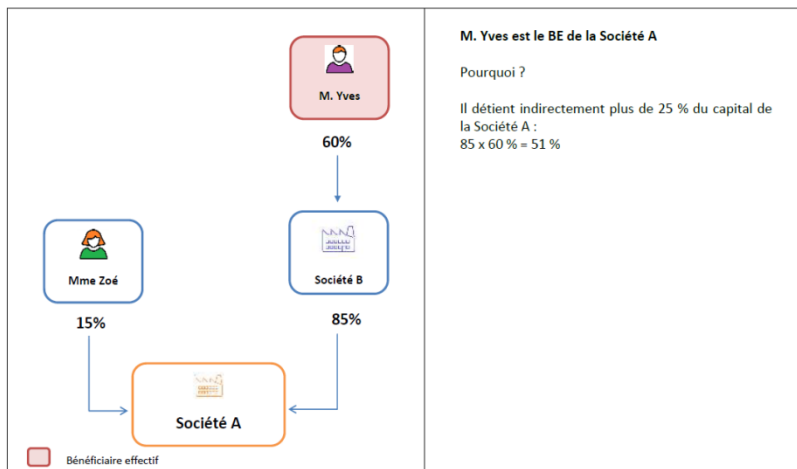 M. Yves
60%
Mme Zoé
15%
Société B
85%
Société A
Bénéficiaire effectif
M. Yves est le BE de la Société A
Pourquoi ?
Il détient indirectement plus de 25 % du capital de
la Société A :
85 x 60 % = 51 %